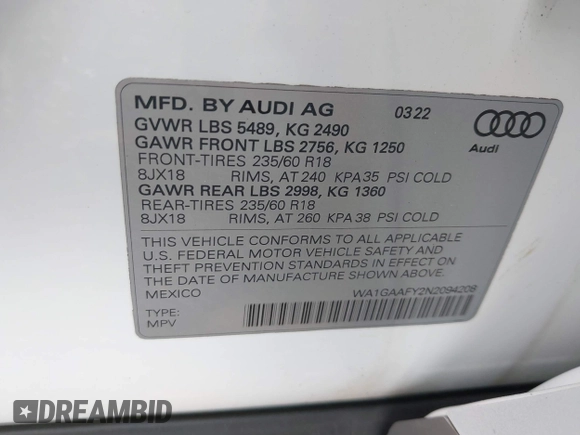 MFD. BY AUDI AG 03 22
GVWR LBS 5489, KG 2490
GAWR FRONT LBS 2756, KG 1250
FRONT-TIRES 235/60 R18
8JX18 RIMS, AT 240 KPA 35 PSI COLD
GAWR REAR LBS 2998, KG 1360
REAR-TIRES 235/60 R18
8JX18 RIMS, AT 260 KPA 38 PSI COLD
Audi
THIS VEHICLE CONFORMS TO ALL APPLICABLE
U.S. FEDERAL MOTOR VEHICLE SAFETY AND
THEFT PREVENTION STANDARDS IN EFFECT ON
THE DATE OF MANUFACTURE SHOWN ABOVE.
MEXICO WA1GAAFY2N2094208
TYPE:
MPV
DREAMBID